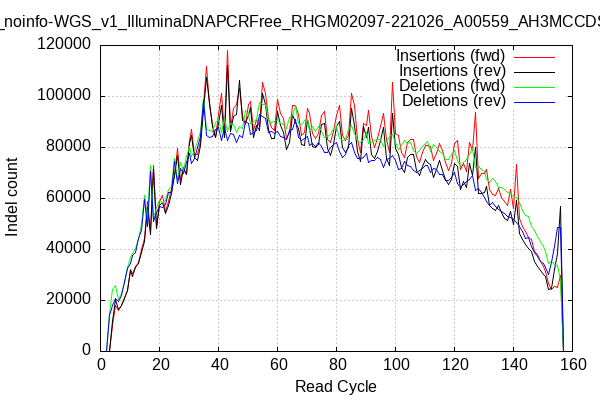 _noinfo-WGS_v1_IlluminaDNAPCRFree_RHGM02097-221026_A00559_AH3MCCDS
Indel count
120000
100000
80000
60000
40000
20000
0
Insertions (fwd)
Insertions (rev)
Deletions (fwd)
Deletions (rev)
0 20 40 60 80 100 120 140 160
Read Cycle